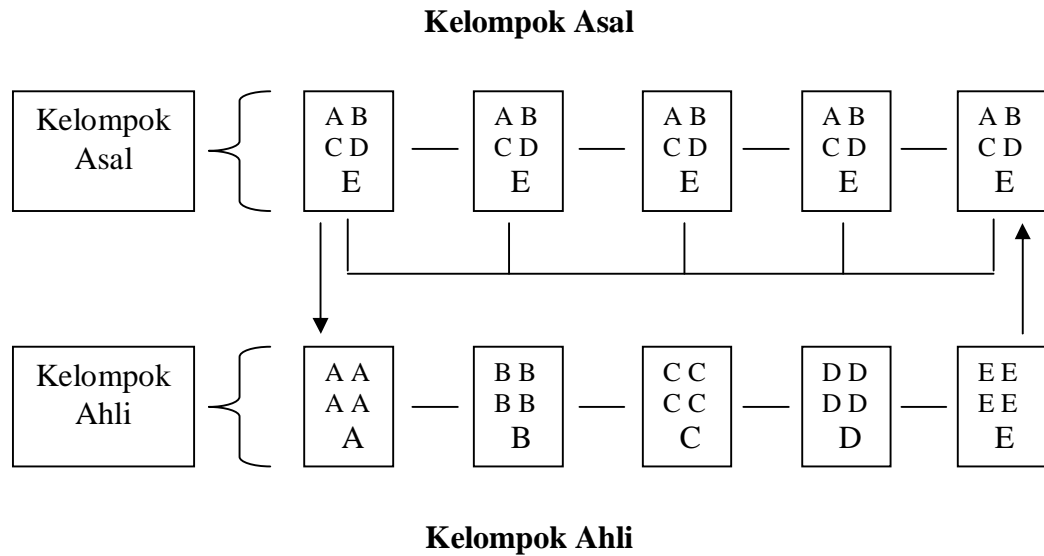 Kelompok Asal
Kelompok
Asal
A B
C D
E
A B
C D
E
A B
C D
E
A B
C D
E
A B
C D
E
Kelompok
Ahli
A A
A A
A
B B
B B
B
C C
C C
C
D D
D D
D
E E
E E
E
Kelompok Ahli